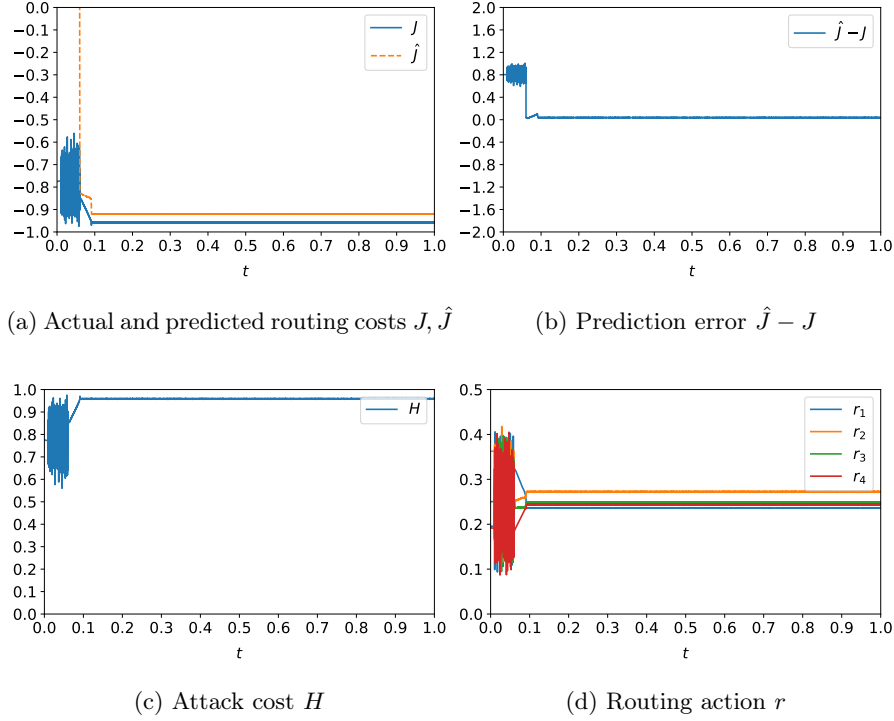 0.0
−0.1
−0.2
−0.3
−0.4
−0.5
−0.6
−0.7
−0.8
−0.9
−1.0
0.0 0.1 0.2 0.3 0.4 0.5 0.6 0.7 0.8 0.9 1.0
t
J
Ĵ
(a) Actual and predicted routing costs J, Ĵ
2.0
1.6
1.2
0.8
0.4
0.0
−0.4
−0.8
−1.2
−1.6
−2.0
0.0 0.1 0.2 0.3 0.4 0.5 0.6 0.7 0.8 0.9 1.0
t
Ĵ − J
(b) Prediction error Ĵ − J
1.0
0.9
0.8
0.7
0.6
0.5
0.4
0.3
0.2
0.1
0.0
0.0 0.1 0.2 0.3 0.4 0.5 0.6 0.7 0.8 0.9 1.0
t
H
(c) Attack cost H
0.5
0.4
0.3
0.2
0.1
0.0
0.0 0.1 0.2 0.3 0.4 0.5 0.6 0.7 0.8 0.9 1.0
t
r₁
r₂
r₃
r₄
(d) Routing action r